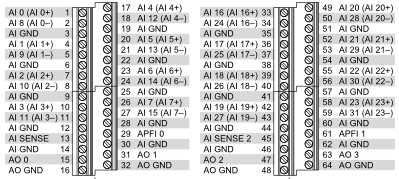 AI 0 (AI 0+) 1
AI 8 (AI 0–) 2
AI GND 3
AI 1 (AI 1+) 4
AI 9 (AI 1–) 5
AI GND 6
AI 2 (AI 2+) 7
AI 10 (AI 2–) 8
AI GND 9
AI 3 (AI 3+) 10
AI 11 (AI 3–) 11
AI GND 12
AI SENSE 13
AI GND 14
AO 0 15
AO GND 16
17 AI 4 (AI 4+)
18 AI 12 (AI 4–)
19 AI GND
20 AI 5 (AI 5+)
21 AI 13 (AI 5–)
22 AI GND
23 AI 6 (AI 6+)
24 AI 14 (AI 6–)
25 AI GND
26 AI 7 (AI 7+)
27 AI 15 (AI 7–)
28 AI GND
29 APFI 0
30 AI GND
31 AO 1
32 AO GND
AI 16 (AI 16+) 33
AI 24 (AI 16–) 34
AI GND 35
AI 17 (AI 17+) 36
AI 25 (AI 17–) 37
AI GND 38
AI 18 (AI 18+) 39
AI 26 (AI 18–) 40
AI GND 41
AI 19 (AI 19+) 42
AI 27 (AI 19–) 43
AI GND 44
AI SENSE 2 45
AI GND 46
AO 2 47
AO GND 48
49 AI 20 (AI 20+)
50 AI 28 (AI 20–)
51 AI GND
52 AI 21 (AI 21+)
53 AI 29 (AI 21–)
54 AI GND
55 AI 22 (AI 22+)
56 AI 30 (AI 22–)
57 AI GND
58 AI 23 (AI 23+)
59 AI 31 (AI 23–)
60 AI GND
61 APFI 1
62 AI GND
63 AO 3
64 AO GND